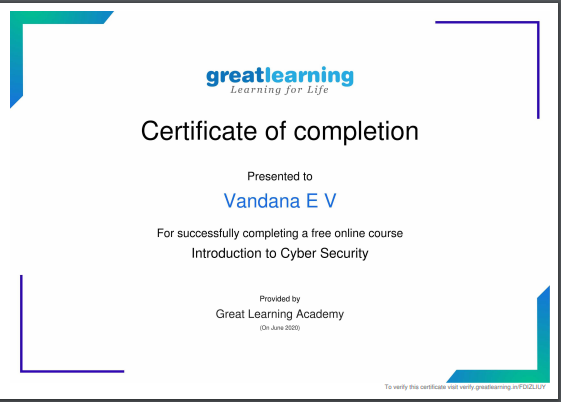 greatlearning
Learning for Life
Certificate of completion
Presented to
Vandana E V
For successfully completing a free online course
Introduction to Cyber Security
Provided by
Great Learning Academy
(On June 2020)
To verify this certificate visit verify.greatlearning.in/FDIZLIUY